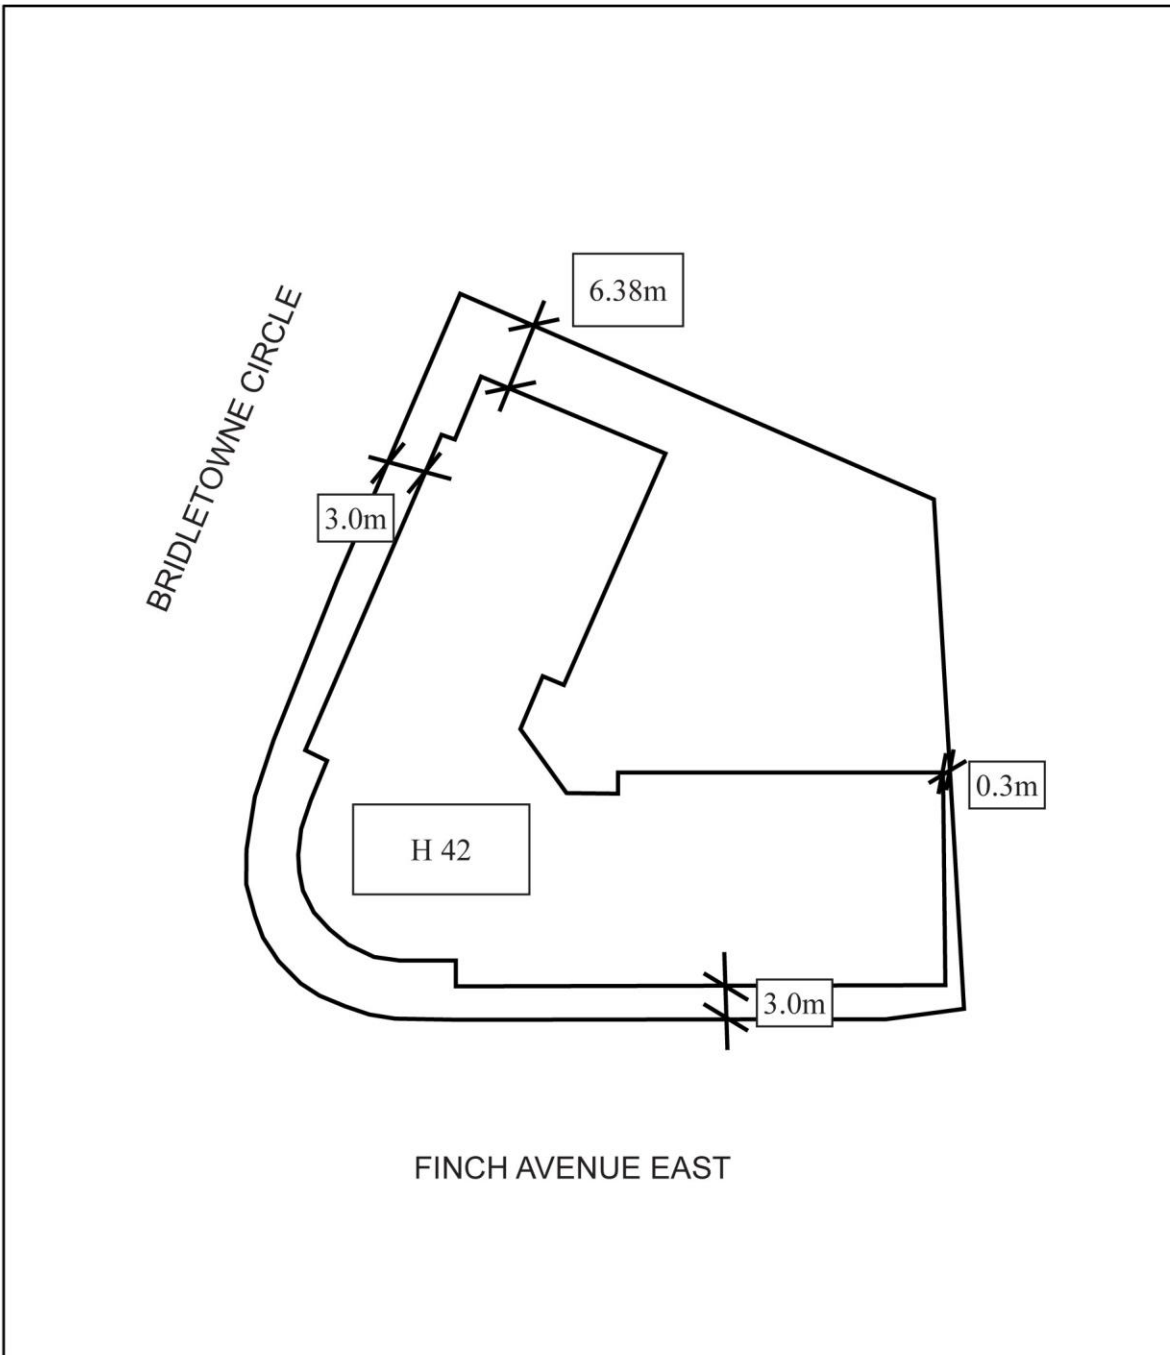 6.38m
BRIDLETOWNE CIRCLE
3.0m
0.3m
H 42
3.0m
FINCH AVENUE EAST